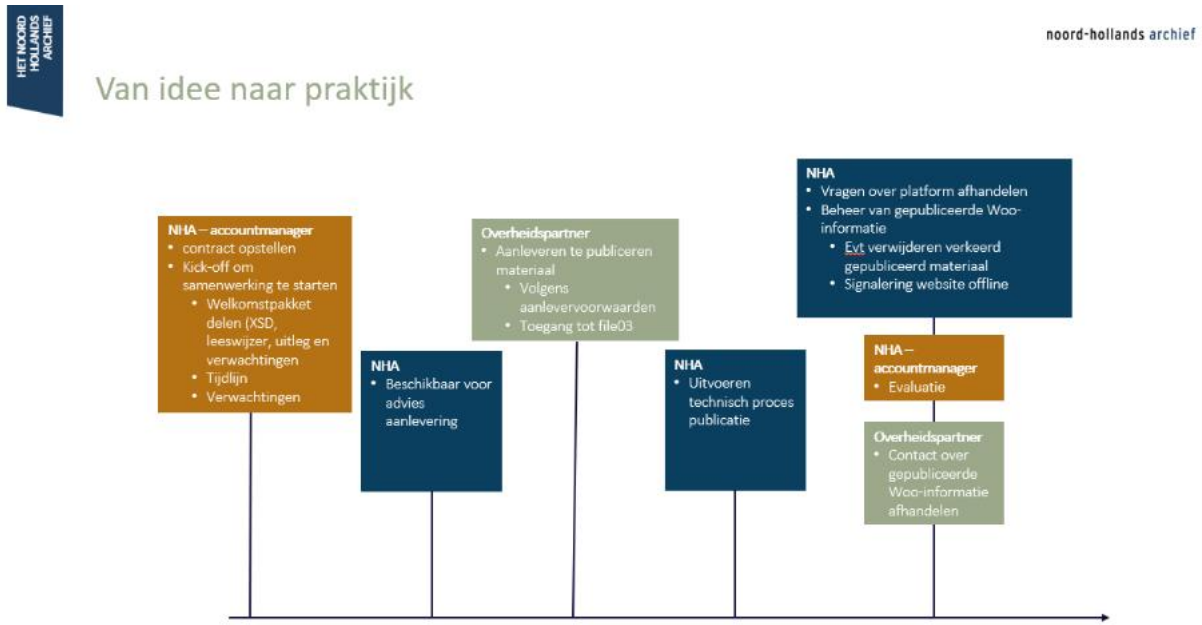 HET NOORD
HOLLANDS
ARCHIEF
noord-hollands archief
Van idee naar praktijk
NHA – accountmanager
• contract opstellen
• Kick-off om
samenwerking te starten
• Welkomstpakket
delen (XSD,
leeswijzer, uitleg en
verwachtingen
• Tijdlijn
• Verwachtingen
NHA
• Beschikbaar voor
advies
aanlevering
Overheidspartner
• Aanleveren te publiceren
materiaal
• Volgens
aanlevervoorwaarden
• Toegang tot file03
NHA
• Uitvoeren
technisch proces
publicatie
NHA
• Vragen over platform afhandelen
• Beheer van gepubliceerde Woo-
informatie
• Evt verwijderen verkeerd
gepubliceerd materiaal
• Signalering website offline
NHA –
accountmanager
• Evaluatie
Overheidspartner
• Contact over
gepubliceerde
Woo-informatie
afhandelen